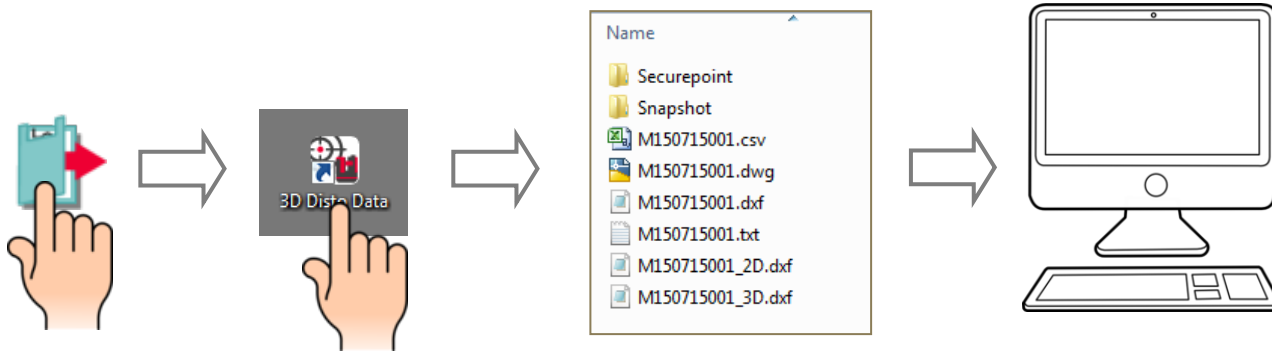 3D Disto Data
Name
Securepoint
Snapshot
M150715001.csv
M150715001.dwg
M150715001.dxf
M150715001.txt
M150715001_2D.dxf
M150715001_3D.dxf